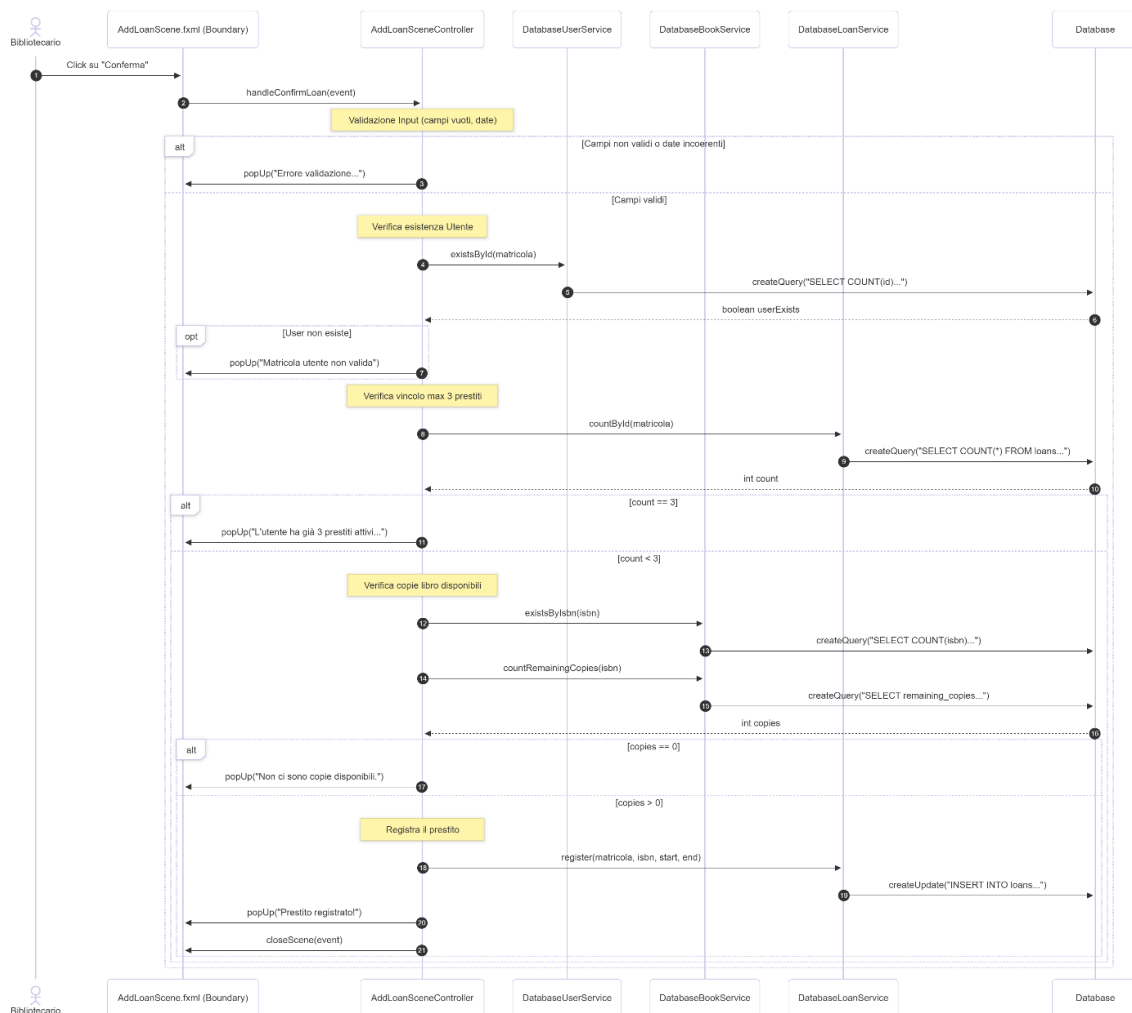 Bibliotecario
AddLoanScene.fxml (Boundary)
AddLoanSceneController
DatabaseUserService
DatabaseBookService
DatabaseLoanService
Database
1 Click su "Conferma"
2 handleConfirmLoan(event)
Validazione Input (campi vuoti, date)
alt [Campi non validi o date incoerenti]
popUp("Errore validazione...") 3
[Campi validi]
Verifica esistenza Utente
4 existsById(matricola)
5 createQuery("SELECT COUNT(id)...")
boolean userExists 6
opt [User non esiste]
popUp("Matricola utente non valida") 7
Verifica vincolo max 3 prestiti
8 countById(matricola)
9 createQuery("SELECT COUNT(*) FROM loans...")
int count 10
alt [count == 3]
popUp("L'utente ha già 3 prestiti attivi...") 11
[count < 3]
Verifica copie libro disponibili
12 existsByIsbn(isbn)
13 createQuery("SELECT COUNT(isbn)...")
14 countRemainingCopies(isbn)
15 createQuery("SELECT remaining_copies...")
int copies 16
alt [copies == 0]
popUp("Non ci sono copie disponibili.") 17
[copies > 0]
Registra il prestito
18 register(matricola, isbn, start, end)
19 createUpdate("INSERT INTO loans...")
popUp("Prestito registrato!") 20
closeScene(event) 21
Bibliotecario
AddLoanScene.fxml (Boundary)
AddLoanSceneController
DatabaseUserService
DatabaseBookService
DatabaseLoanService
Database